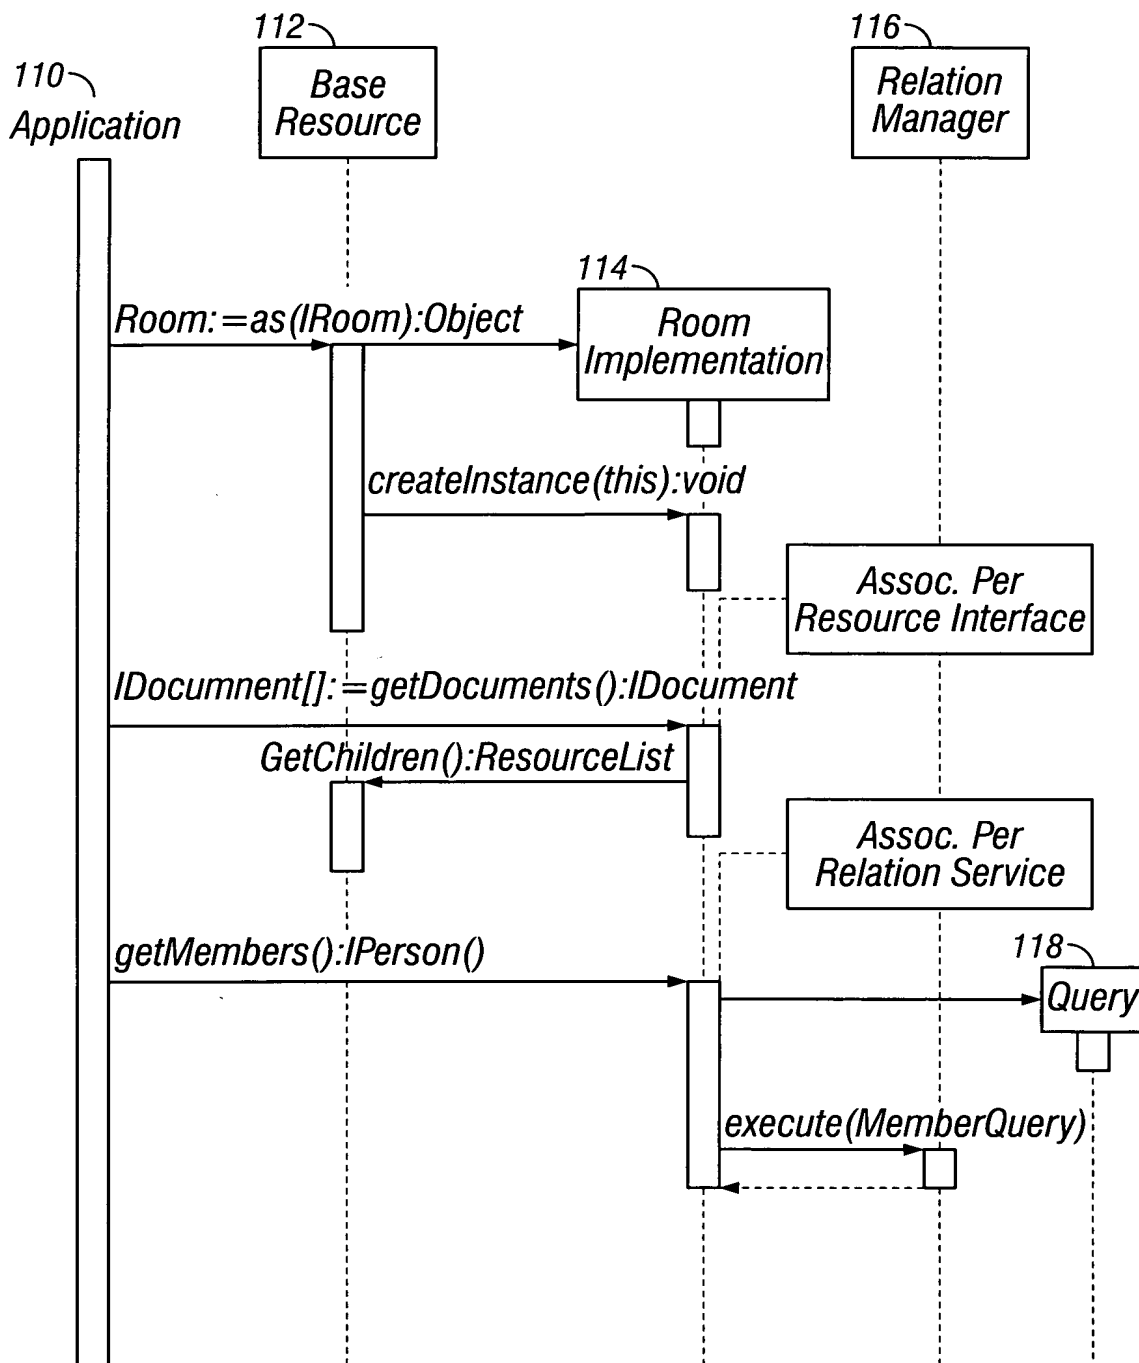 112
116
110
Application
Base
Resource
Relation
Manager
114
Room:=as(IRoom):Object
Room
Implementation
createInstance(this):void
Assoc. Per
Resource Interface
IDocumnent[]:=getDocuments():IDocument
GetChildren():ResourceList
Assoc. Per
Relation Service
getMembers():IPerson()
118
Query
execute(MemberQuery)